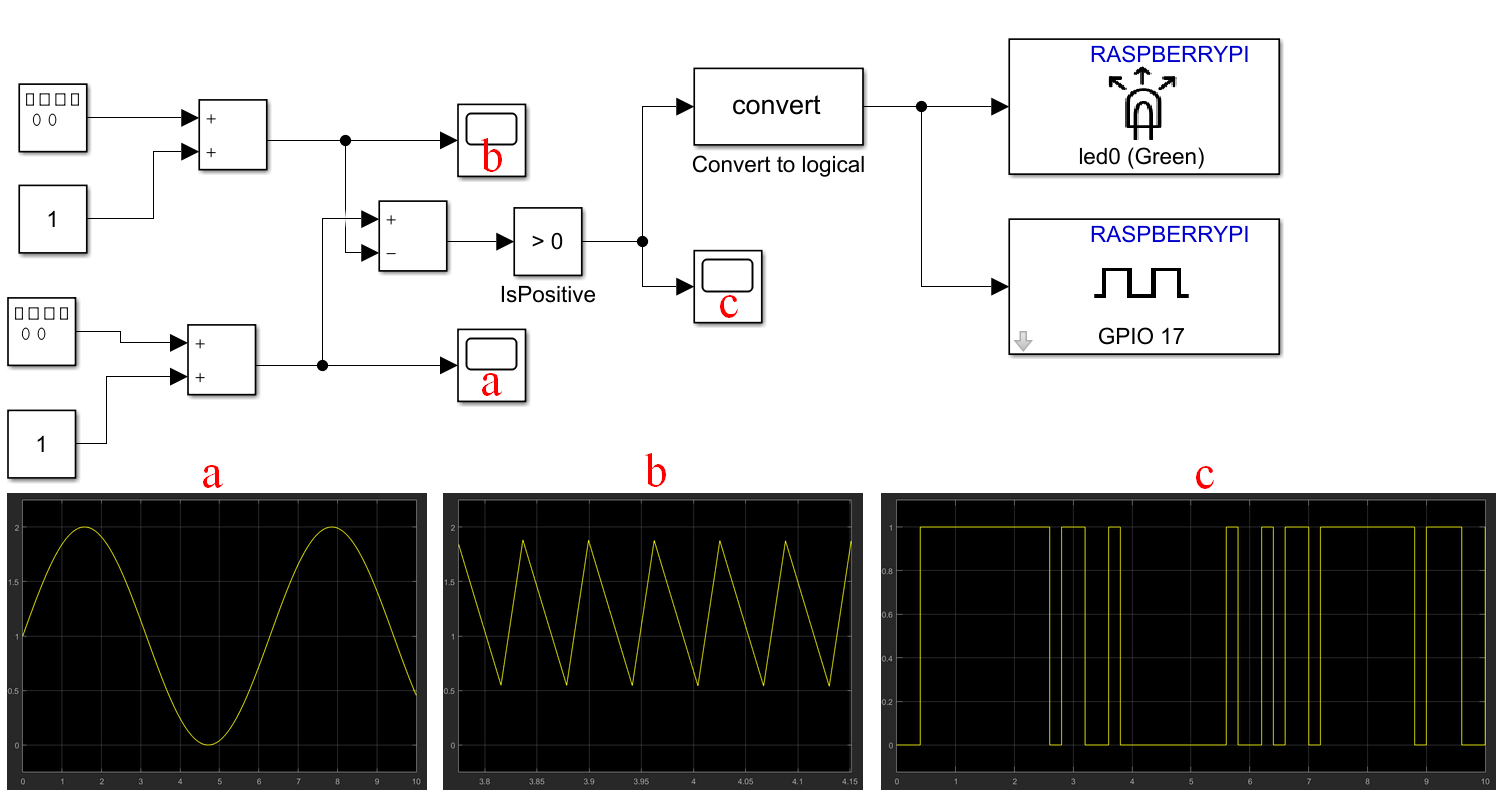 RASPBERRYPI
led0 (Green)
convert
Convert to logical
+
+
b
1
RASPBERRYPI
GPIO 17
+
−
> 0
IsPositive
c
+
+
a
1
a
b
c
2
1.5
1
0.5
0
0 1 2 3 4 5 6 7 8 9 10
2
1.5
1
0.5
0
3.8 3.85 3.9 3.95 4 4.05 4.1 4.15
1
0.8
0.6
0.4
0.2
0
0 1 2 3 4 5 6 7 8 9 10